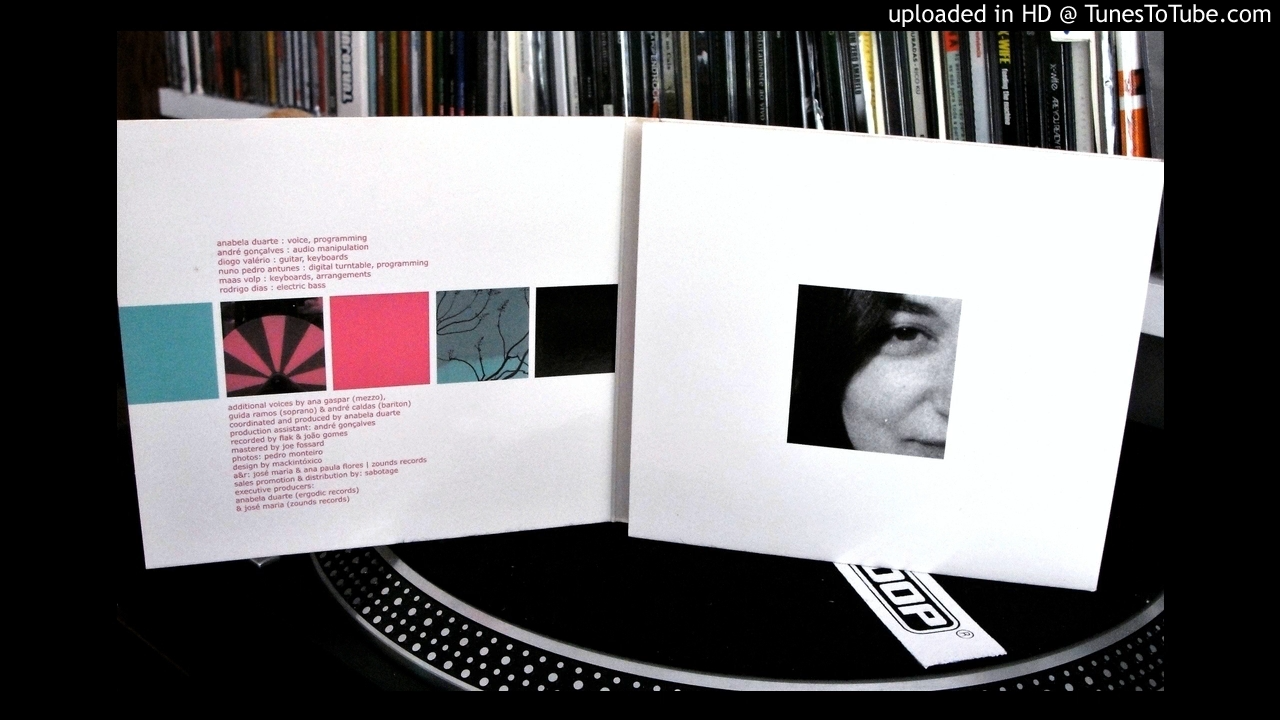 uploaded in HD @ TunesToTube.com
X-WIFE
anabela duarte : voice, programming
andré gonçalves : audio manipulation
diogo valério : guitar, keyboards
nuno pedro antunes : digital turntable, programming
maas volp : keyboards, arrangements
rodrigo dias : electric bass
additional voices by ana gaspar (mezzo),
guida ramos (soprano) & andré caldas (bariton)
coordinated and produced by anabela duarte
production assistant: andré gonçalves
recorded by flak & joão gomes
mastered by joe fossard
photos: pedro monteiro
design by mackintóxico
a&r: josé maria & ana paula flores | zounds records
sales promotion & distribution by: sabotage
executive producers:
anabela duarte (ergodic records)
& josé maria (zounds records)
®